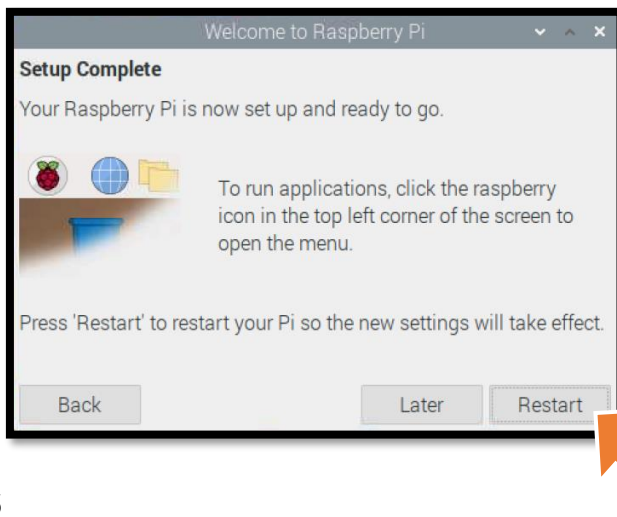 Welcome to Raspberry Pi
Setup Complete
Your Raspberry Pi is now set up and ready to go.
To run applications, click the raspberry
icon in the top left corner of the screen to
open the menu.
Press 'Restart' to restart your Pi so the new settings will take effect.
Back Later Restart